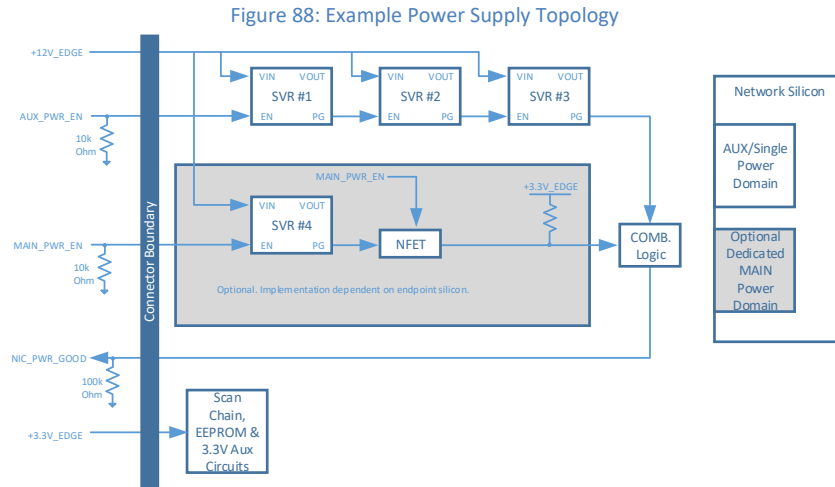 Figure 88: Example Power Supply Topology
+12V_EDGE
VIN VOUT
SVR #1
EN PG
VIN VOUT
SVR #2
EN PG
VIN VOUT
SVR #3
EN PG
AUX_PWR_EN
10k
Ohm
Network Silicon
AUX/Single
Power
Domain
Optional
Dedicated
MAIN
Power
Domain
MAIN_PWR_EN
+3.3V_EDGE
VIN VOUT
SVR #4
EN PG
NFET
COMB.
Logic
MAIN_PWR_EN
10k
Ohm
Optional. Implementation dependent on endpoint silicon.
Connector Boundary
NIC_PWR_GOOD
100k
Ohm
+3.3V_EDGE
Scan
Chain,
EEPROM &
3.3V Aux
Circuits